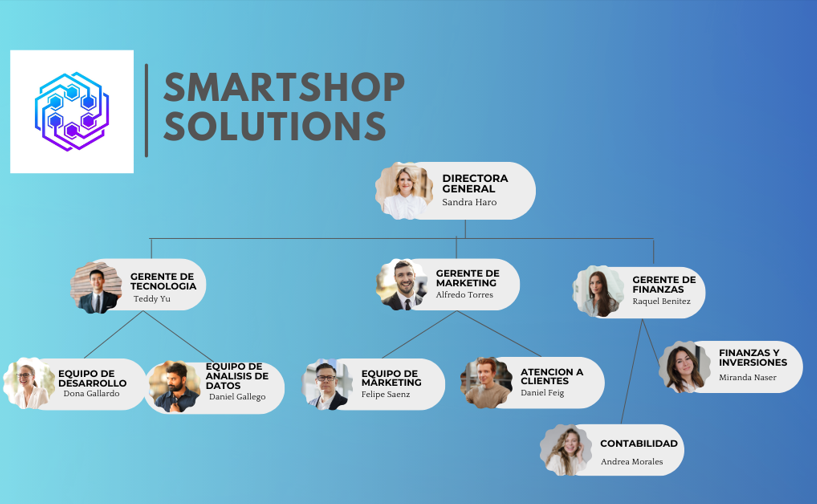 SMARTSHOP
SOLUTIONS
DIRECTORA
GENERAL
Sandra Haro
GERENTE DE
TECNOLOGIA
Teddy Yu
GERENTE DE
MARKETING
Alfredo Torres
GERENTE DE
FINANZAS
Raquel Benitez
EQUIPO DE
DESARROLLO
Dona Gallardo
EQUIPO DE
ANALISIS DE
DATOS
Daniel Gallego
EQUIPO DE
MARKETING
Felipe Saenz
ATENCION A
CLIENTES
Daniel Feig
FINANZAS Y
INVERSIONES
Miranda Naser
CONTABILIDAD
Andrea Morales